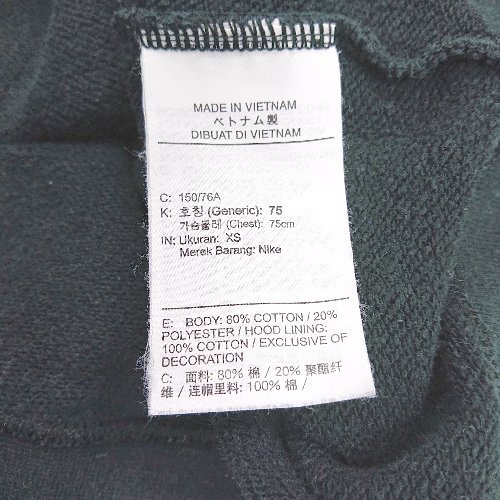 MADE IN VIETNAM
ベトナム製
DIBUAT DI VIETNAM
C: 150/76A
K: 호칭 (Generic): 75
가슴둘레 (Chest): 75cm
IN: Ukuran: XS
Merek Barang: Nike
E: BODY: 80% COTTON / 20%
POLYESTER / HOOD LINING:
100% COTTON / EXCLUSIVE OF
DECORATION
C: 面料: 80% 棉 / 20% 聚酯纤
维 / 连帽里料: 100% 棉 /